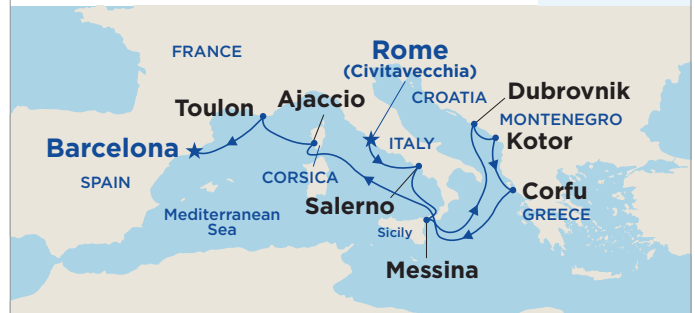 FRANCE
Rome
(Civitavecchia)
CROATIA
Dubrovnik
MONTENEGRO
Kotor
Toulon
Ajaccio
Barcelona
SPAIN
ITALY
CORSICA
Salerno
Corfu
GREECE
Mediterranean
Sea
Sicily
Messina